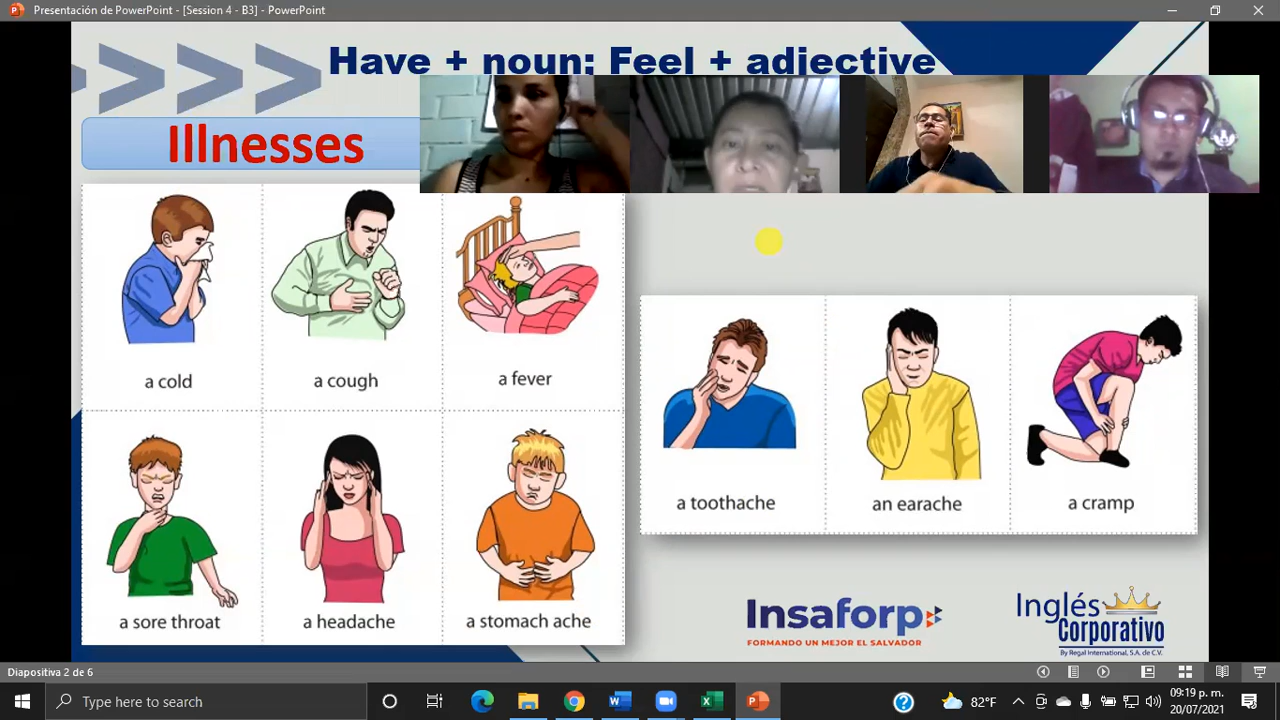 Presentación de PowerPoint - [Session 4 - B3] - PowerPoint
Have + noun; Feel + adjective
Illnesses
a cold
a cough
a fever
a toothache
an earache
a cramp
a sore throat
a headache
a stomach ache
Insaforp
FORMANDO UN MEJOR EL SALVADOR
Inglés
Corporativo
By Regal International, S.A. de C.V.
Diapositiva 2 de 6
Type here to search
82°F
09:19 p. m.
20/07/2021